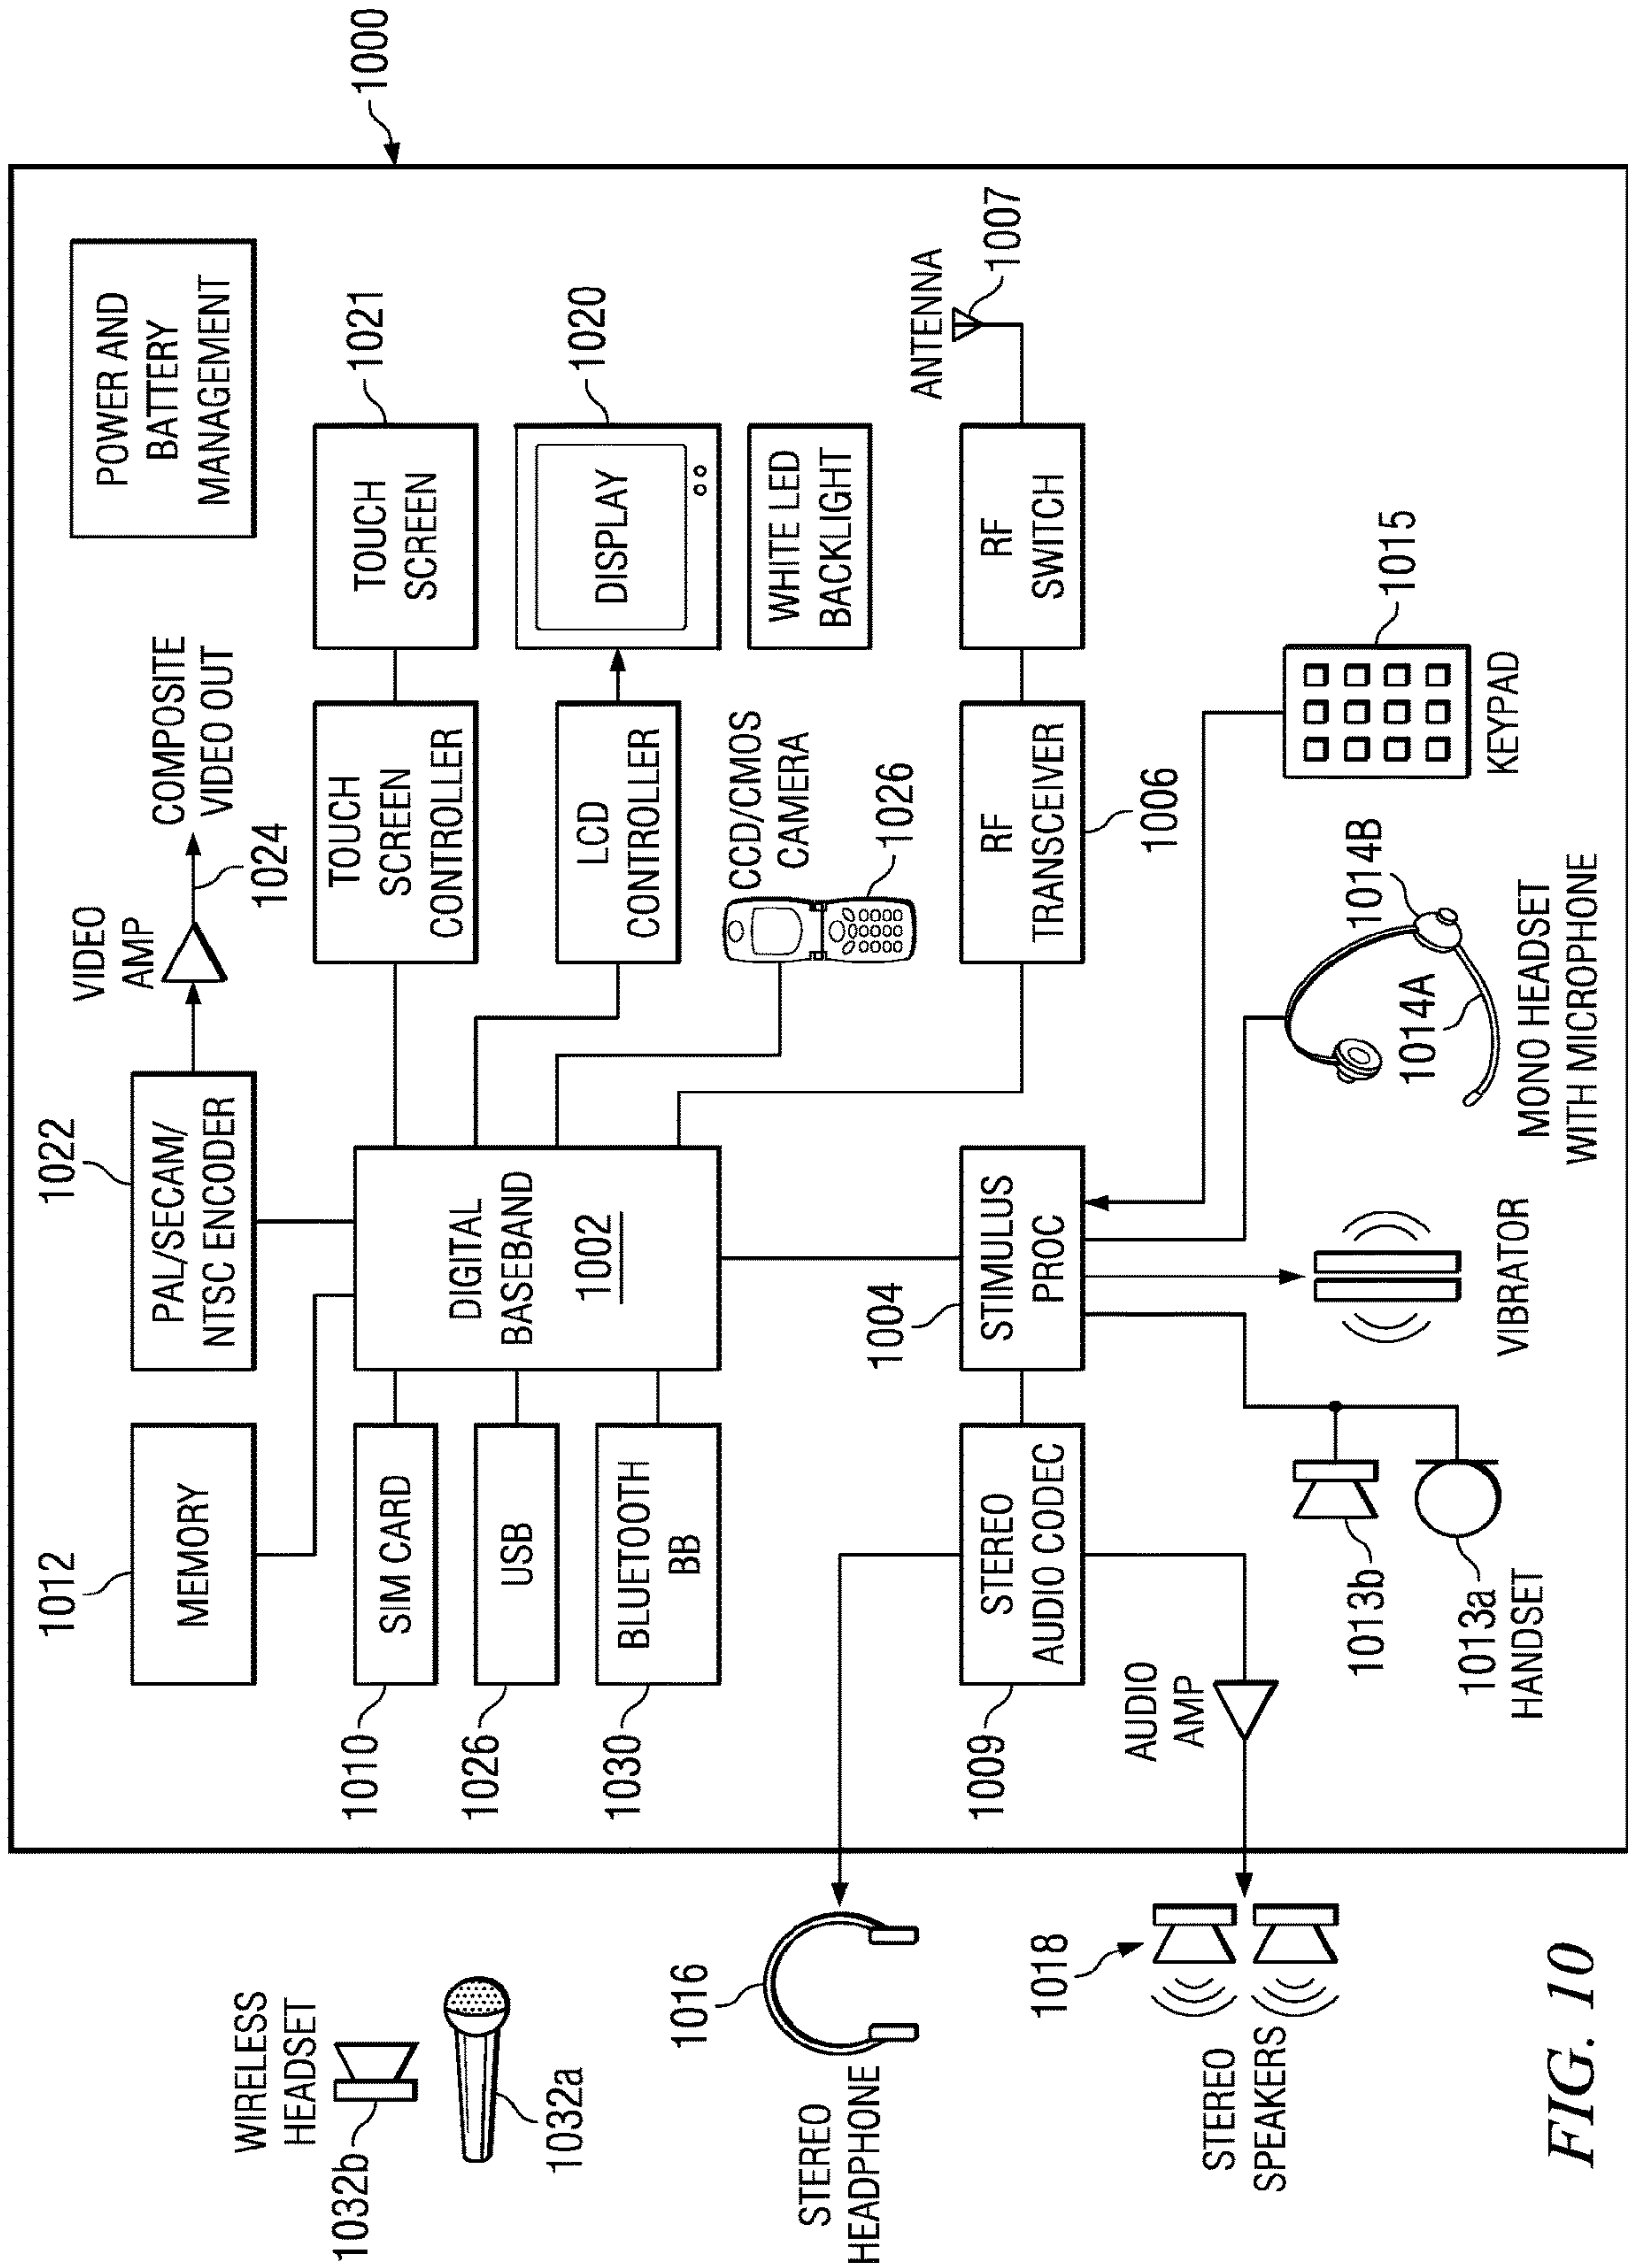 1012
MEMORY
1022
PAL/SECAM/
NTSC ENCODER
VIDEO
AMP
1024
COMPOSITE
VIDEO OUT
POWER AND
BATTERY
MANAGEMENT
1000
WIRELESS
HEADSET
1032b
1032a
1010
SIM CARD
1026
USB
1030
BLUETOOTH
BB
DIGITAL
BASEBAND
1002
TOUCH
SCREEN
CONTROLLER
TOUCH
SCREEN
1021
LCD
CONTROLLER
DISPLAY
1020
CCD/CMOS
CAMERA
1026
WHITE LED
BACKLIGHT
1016
STEREO
HEADPHONE
1009
STEREO
AUDIO CODEC
1004
STIMULUS
PROC
RF
TRANSCEIVER
1006
RF
SWITCH
ANTENNA
1007
1018
STEREO
SPEAKERS
AUDIO
AMP
1013b
1013a
HANDSET
VIBRATOR
1014A
1014B
MONO HEADSET
WITH MICROPHONE
1015
KEYPAD
FIG. 10